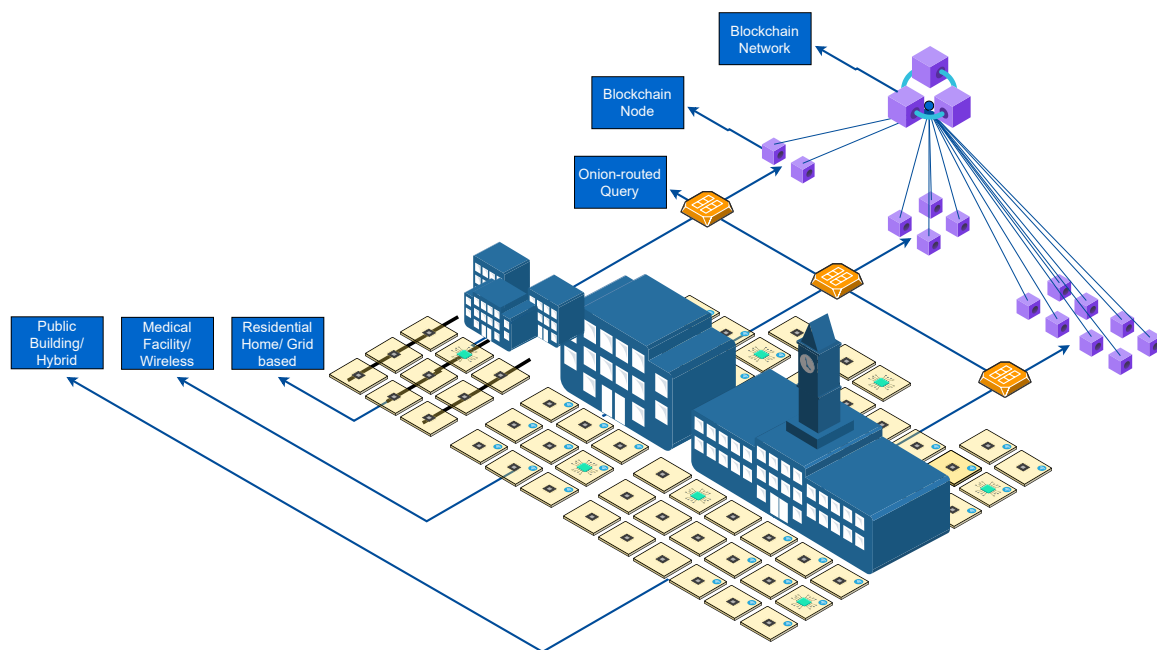 Blockchain
Network
Blockchain
Node
Onion-routed
Query
Public
Building/
Hybrid
Medical
Facility/
Wireless
Residential
Home/ Grid
based